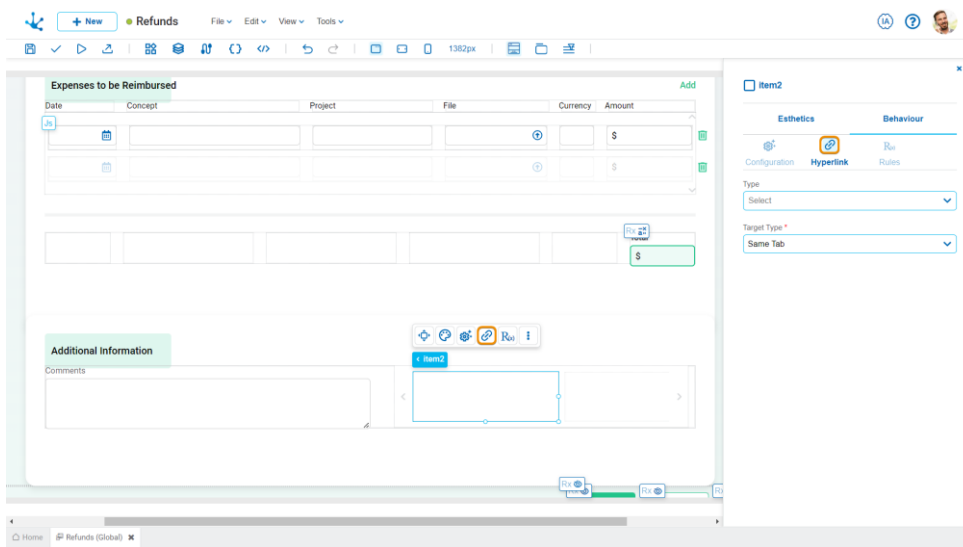 + New
Refunds
File
Edit
View
Tools
IA
?
1382px
Expenses to be Reimbursed
Add
Date
Concept
Project
File
Currency
Amount
Js
$
$
Rx
Total
$
item2
Additional Information
Comments
R(x)
item2
Esthetics
Behaviour
Configuration
Hyperlink
R(x)
Rules
Type
Select
Target Type *
Same Tab
Rx
Rx
Rx
Home
Refunds (Global)